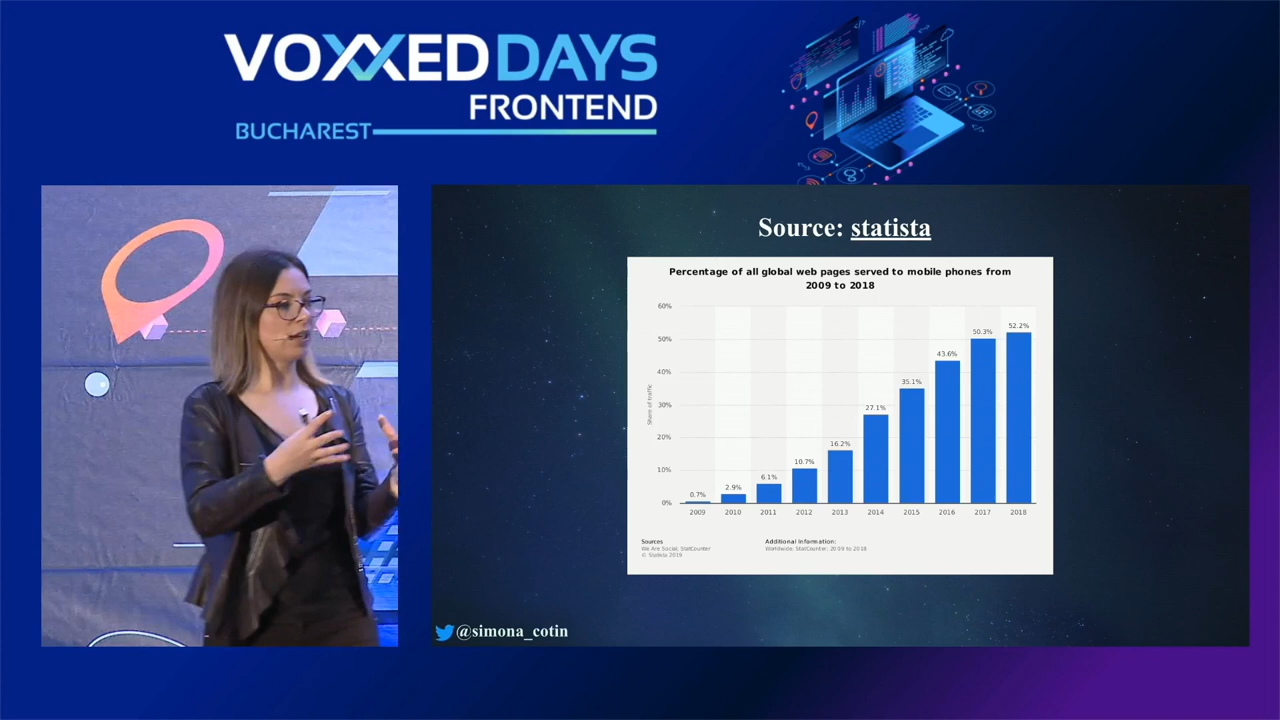 VOXXED DAYS
FRONTEND
BUCHAREST
Source: statista
Percentage of all global web pages served to mobile phones from
2009 to 2018
60%
50%
40%
30%
20%
10%
0%
Share of traffic
0.7%
2.9%
6.1%
10.7%
16.2%
27.1%
35.1%
43.6%
50.3%
52.2%
2009 2010 2011 2012 2013 2014 2015 2016 2017 2018
Sources
We Are Social; StatCounter
© Statista 2019
Additional Information:
Worldwide; StatCounter; 2009 to 2018
@simona_cotin